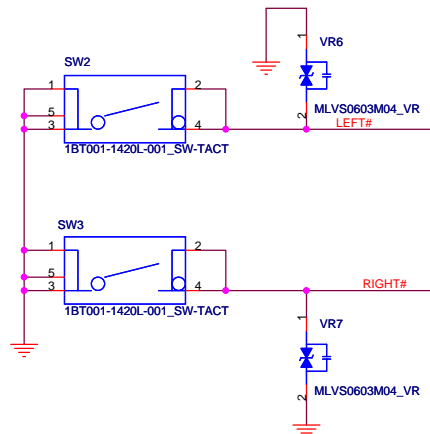 1
VR6
SW2
1
2
MLVS0603M04_VR
5
3
4
2
LEFT#
1BT001-1420L-001_SW-TACT
SW3
1
2
5
3
4
RIGHT#
1BT001-1420L-001_SW-TACT
1
VR7
MLVS0603M04_VR
2